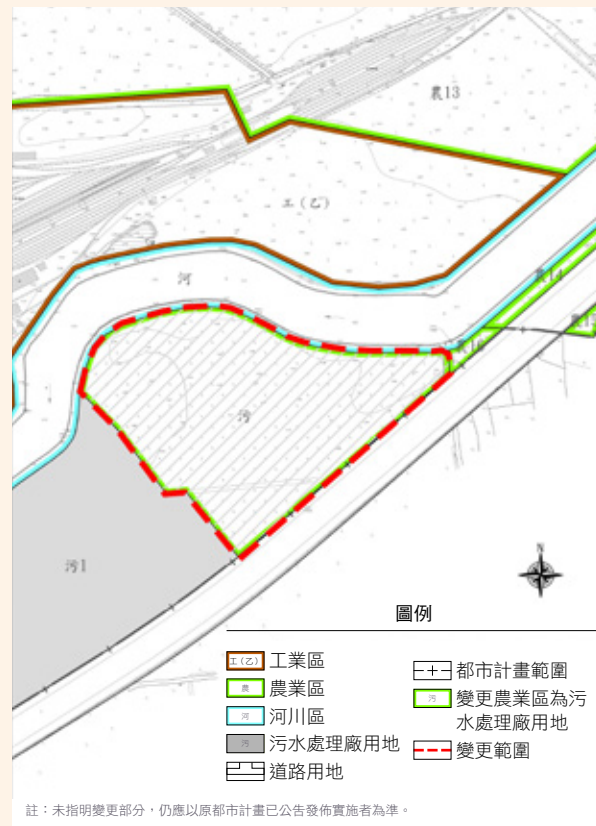 農13
工(乙)
河
農14
農15
農16
污
污1
N
圖例
工(乙) 工業區
農 農業區
河 河川區
污 污水處理廠用地
道路用地
都市計畫範圍
污 變更農業區為污
水處理廠用地
變更範圍
註：未指明變更部分，仍應以原都市計畫已公告發佈實施者為準。